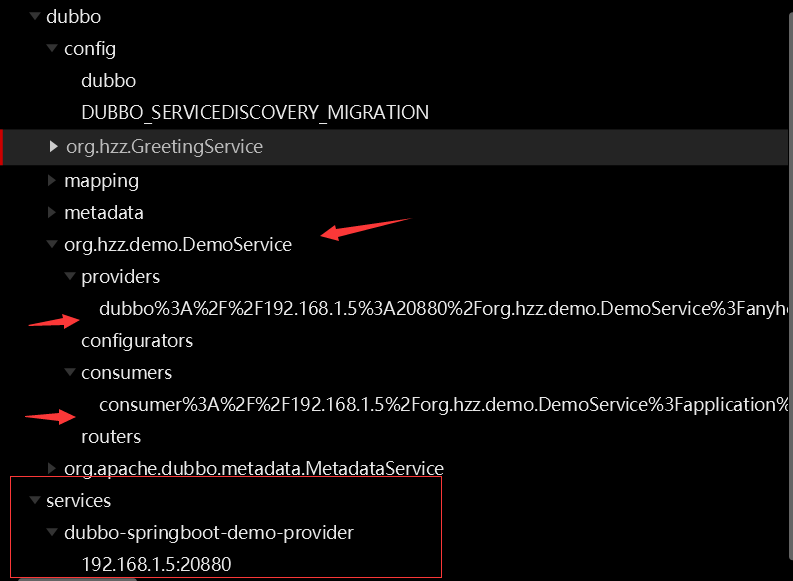 dubbo
config
dubbo
DUBBO_SERVICEDISCOVERY_MIGRATION
org.hzz.GreetingService
mapping
metadata
org.hzz.demo.DemoService
providers
dubbo%3A%2F%2F192.168.1.5%3A20880%2Forg.hzz.demo.DemoService%3Fanyh
configurators
consumers
consumer%3A%2F%2F192.168.1.5%2Forg.hzz.demo.DemoService%3Fapplication%
routers
org.apache.dubbo.metadata.MetadataService
services
dubbo-springboot-demo-provider
192.168.1.5:20880